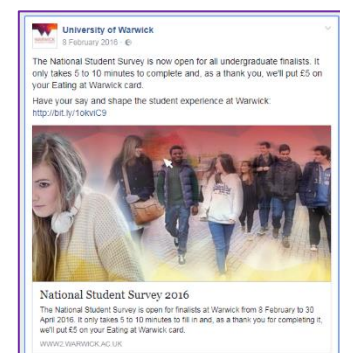 University of Warwick
8 February 2016 ·
The National Student Survey is now open for all undergraduate finalists. It
only takes 5 to 10 minutes to complete and, as a thank you, we'll put £5 on
your Eating at Warwick card.
Have your say and shape the student experience at Warwick:
http://bit.ly/1okviC9
National Student Survey 2016
The National Student Survey is open for finalists at Warwick from 8 February to 30
April 2016. It only takes 5 to 10 minutes to fill in and, as a thank you for completing it,
we'll put £5 on your Eating at Warwick card.
WWW2.WARWICK.AC.UK